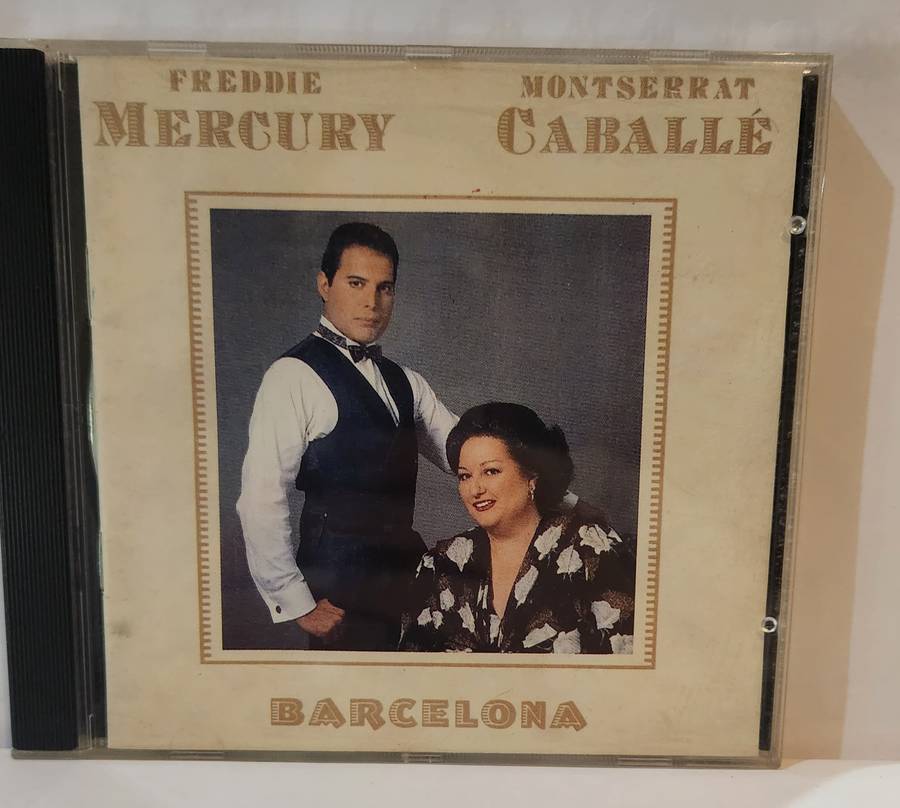 FREDDIE
MERCURY
MONTSERRAT
CABALLÉ
BARCELONA